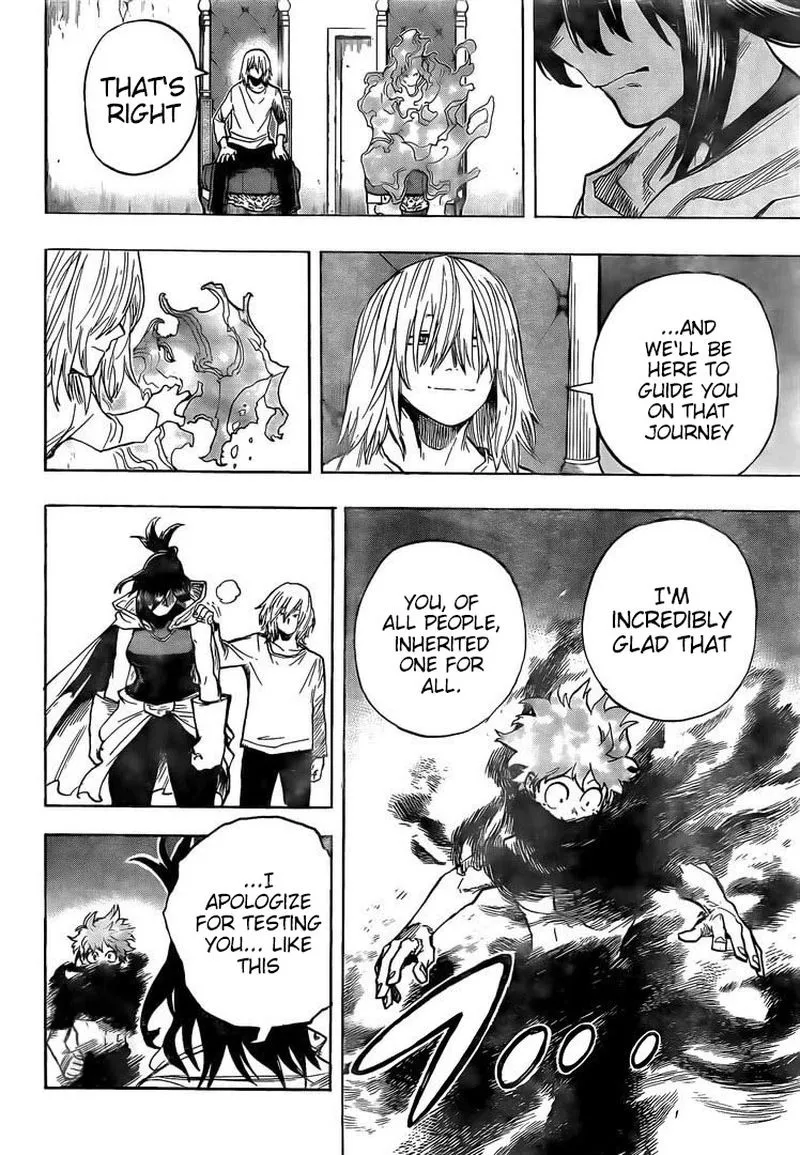 THAT'S
RIGHT
...AND
WE'LL BE
HERE TO
GUIDE YOU
ON THAT
JOURNEY
I'M
INCREDIBLY
GLAD THAT
YOU, OF
ALL PEOPLE,
INHERITED
ONE FOR
ALL.
...I
APOLOGIZE
FOR TESTING
YOU... LIKE
THIS